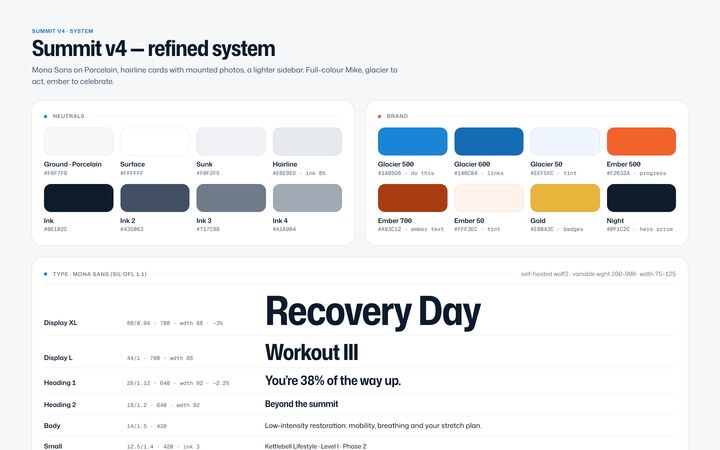 SUMMIT V4 · SYSTEM
Summit v4 — refined system
Mona Sans on Porcelain, hairline cards with mounted photos, a lighter sidebar. Full-colour Mike, glacier to
act, ember to celebrate.
NEUTRALS
Ground · Porcelain
#F6F7F9
Surface
#FFFFFF
Sunk
#F0F2F5
Hairline
#E6E9ED · ink 8%
Ink
#0E182C
Ink 2
#435063
Ink 3
#717C88
Ink 4
#A1A9B4
BRAND
Glacier 500
#1A85D6 · do this
Glacier 600
#146CB4 · links
Glacier 50
#EEF5FC · tint
Ember 500
#F2632A · progress
Ember 700
#A93C12 · ember text
Ember 50
#FFF3EC · tint
Gold
#E8B43C · badges
Night
#0F1C2C · hero scrim
TYPE · MONA SANS (SIL OFL 1.1)
self-hosted woff2 · variable wght 200–900 · wdth 75–125
Display XL
60/0.94 · 700 · wdth 88 · -3%
Recovery Day
Display L
44/1 · 700 · wdth 88
Workout III
Heading 1
26/1.12 · 640 · wdth 92 · -2.2%
You're 38% of the way up.
Heading 2
18/1.2 · 640 · wdth 92
Beyond the summit
Body
14/1.5 · 420
Low-intensity restoration: mobility, breathing and your stretch plan.
Small
12.5/1.4 · 420 · ink 3
Kettlebell Lifestyle · Level I · Phase 2